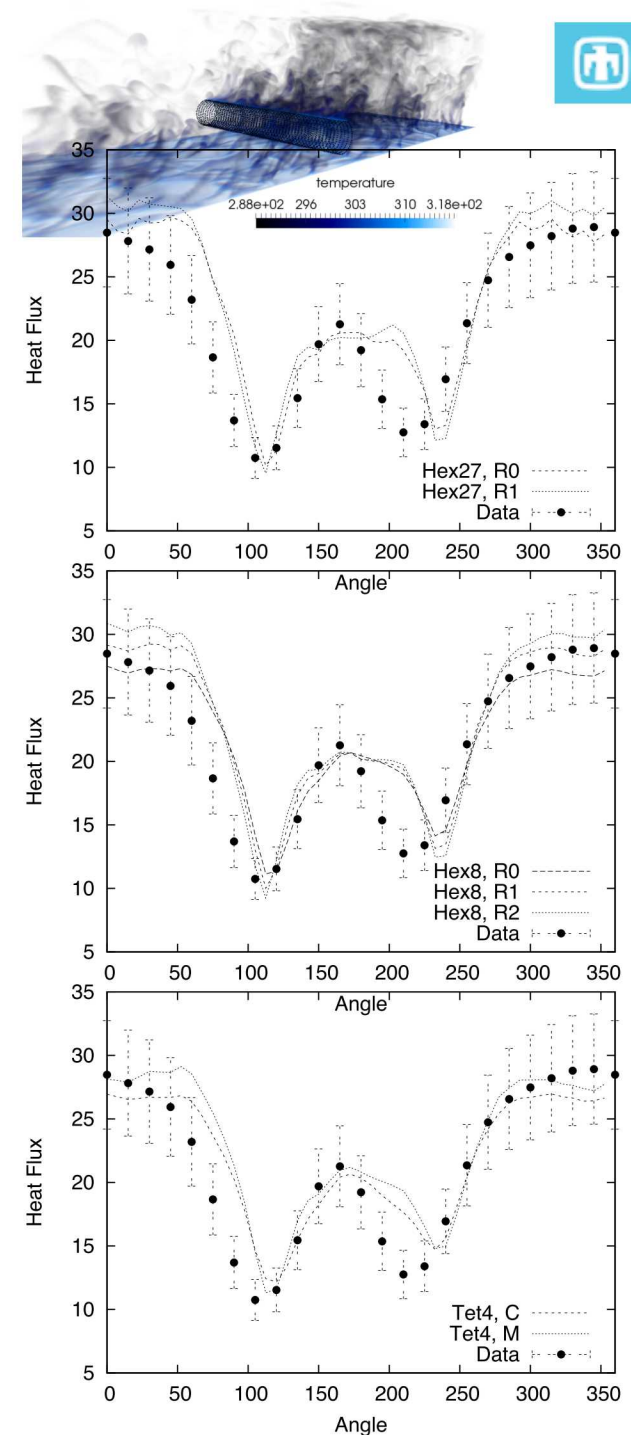 temperature
2.88e+02 296 303 310 3.18e+02
35
30
25
20
15
10
5
Heat Flux
Hex27, R0
Hex27, R1
Data
0 50 100 150 200 250 300 350
Angle
35
30
25
20
15
10
5
Heat Flux
Hex8, R0
Hex8, R1
Hex8, R2
Data
0 50 100 150 200 250 300 350
Angle
35
30
25
20
15
10
5
Heat Flux
Tet4, C
Tet4, M
Data
0 50 100 150 200 250 300 350
Angle